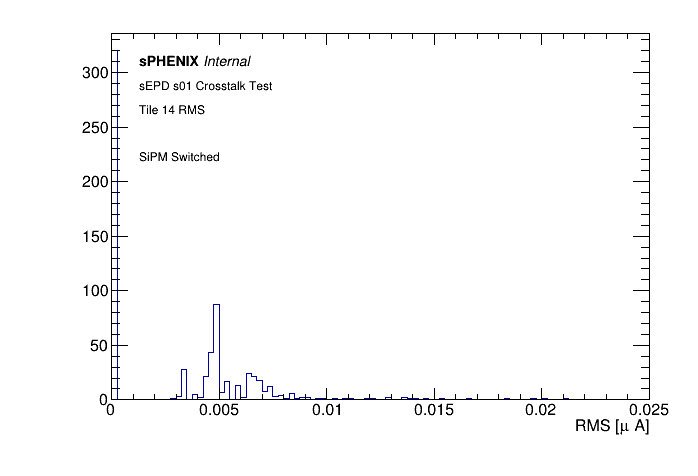 sPHENIX Internal
sEPD s01 Crosstalk Test
Tile 14 RMS
SiPM Switched
300
250
200
150
100
50
0
0 0.005 0.01 0.015 0.02 0.025
RMS [μ A]